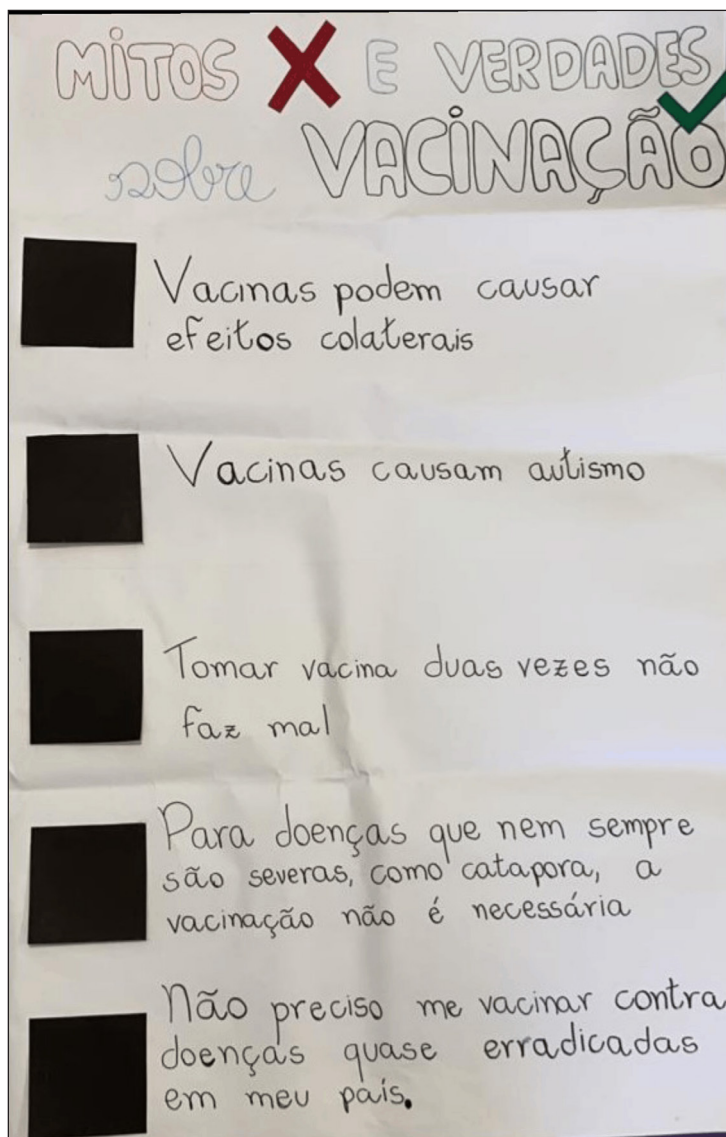 MITOS E VERDADES
sobre VACINAÇÃO
Vacinas podem causar
efeitos colaterais
Vacinas causam autismo
Tomar vacina duas vezes não
faz mal
Para doenças que nem sempre
são severas, como catapora, a
vacinação não é necessária
Não preciso me vacinar contra
doenças quase erradicadas
em meu país.